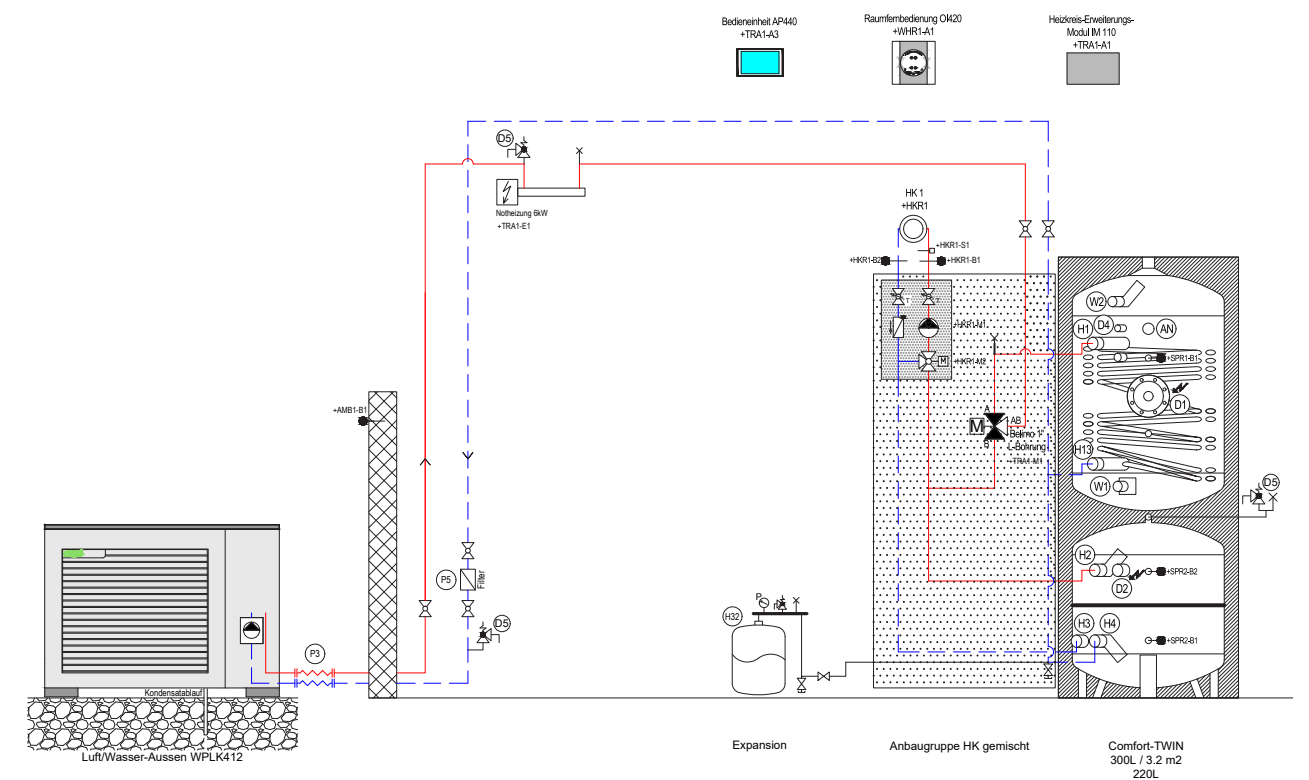 Bedieneinheit AP440
+TRA1-A3
Raumfernbedienung OI420
+WHR1-A1
Heizkreis-Erweiterungs-
Modul IM 110
+TRA1-A1
D5
Notheizung 6kW
+TRA1-E1
HK 1
+HKR1
+HKR1-S1
+HKR1-B2
+HKR1-B1
T
T
+HKR1-M1
+HKR1-M2
M
W2
H1
D4
AN
+SPR1-B1
D1
A
AB
M
B
Belimo 1"
L-Bohrung
+TRA1-M1
H13
W1
D5
+AMB1-B1
H2
+SPR2-B2
D2
P5
Filter
D5
H3
H4
+SPR2-B1
P
H32
P3
Kondensatablauf
Luft/Wasser-Aussen WPLK412
Expansion
Anbaugruppe HK gemischt
Comfort-TWIN
300L / 3.2 m2
220L